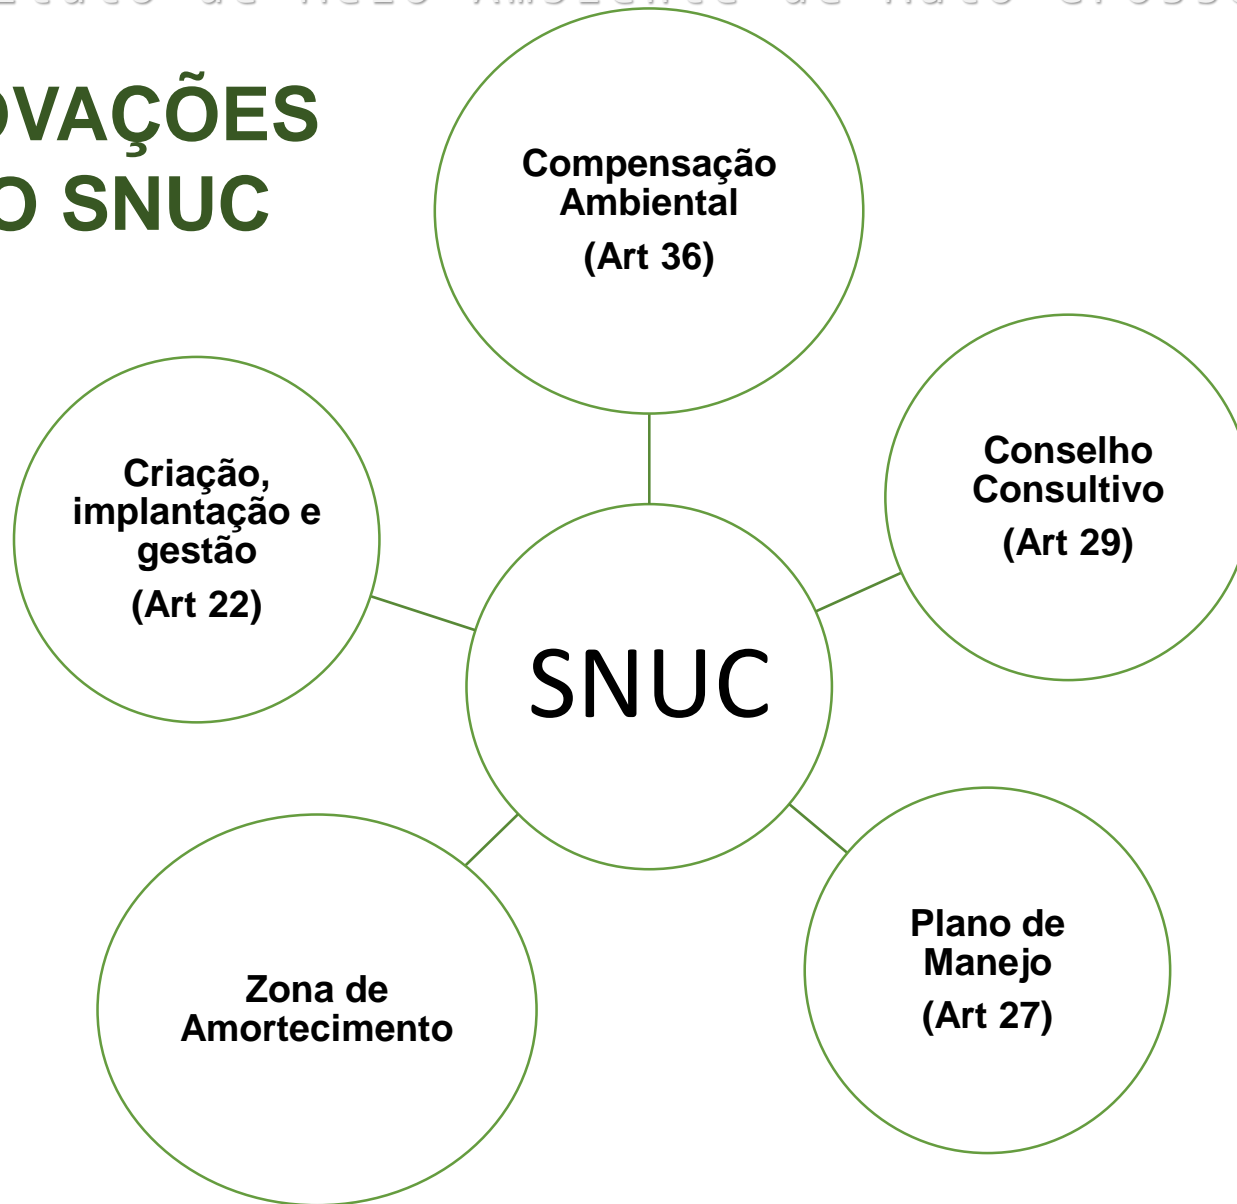 OVAÇÕES
O SNUC
Compensação
Ambiental
(Art 36)
Conselho
Consultivo
(Art 29)
Criação,
implantação e
gestão
(Art 22)
SNUC
Plano de
Manejo
(Art 27)
Zona de
Amortecimento